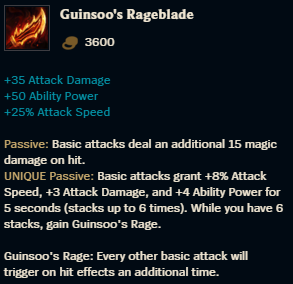 Guinsoo's Rageblade
3600
+35 Attack Damage
+50 Ability Power
+25% Attack Speed
Passive: Basic attacks deal an additional 15 magic
damage on hit.
UNIQUE Passive: Basic attacks grant +8% Attack
Speed, +3 Attack Damage, and +4 Ability Power for
5 seconds (stacks up to 6 times). While you have 6
stacks, gain Guinsoo's Rage.
Guinsoo's Rage: Every other basic attack will
trigger on hit effects an additional time.